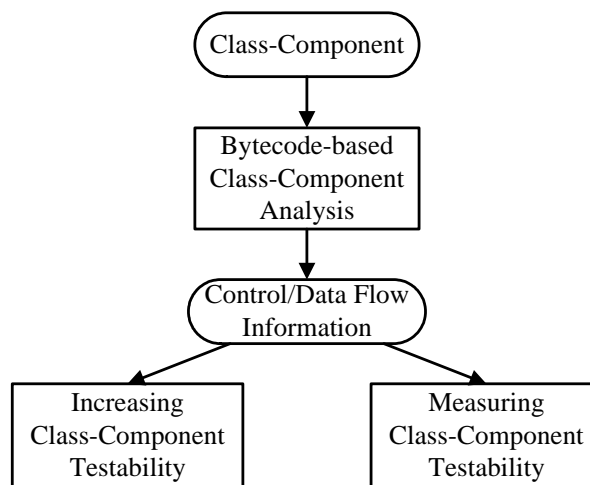 Class-Component
Bytecode-based
Class-Component
Analysis
Control/Data Flow
Information
Increasing
Class-Component
Testability
Measuring
Class-Component
Testability